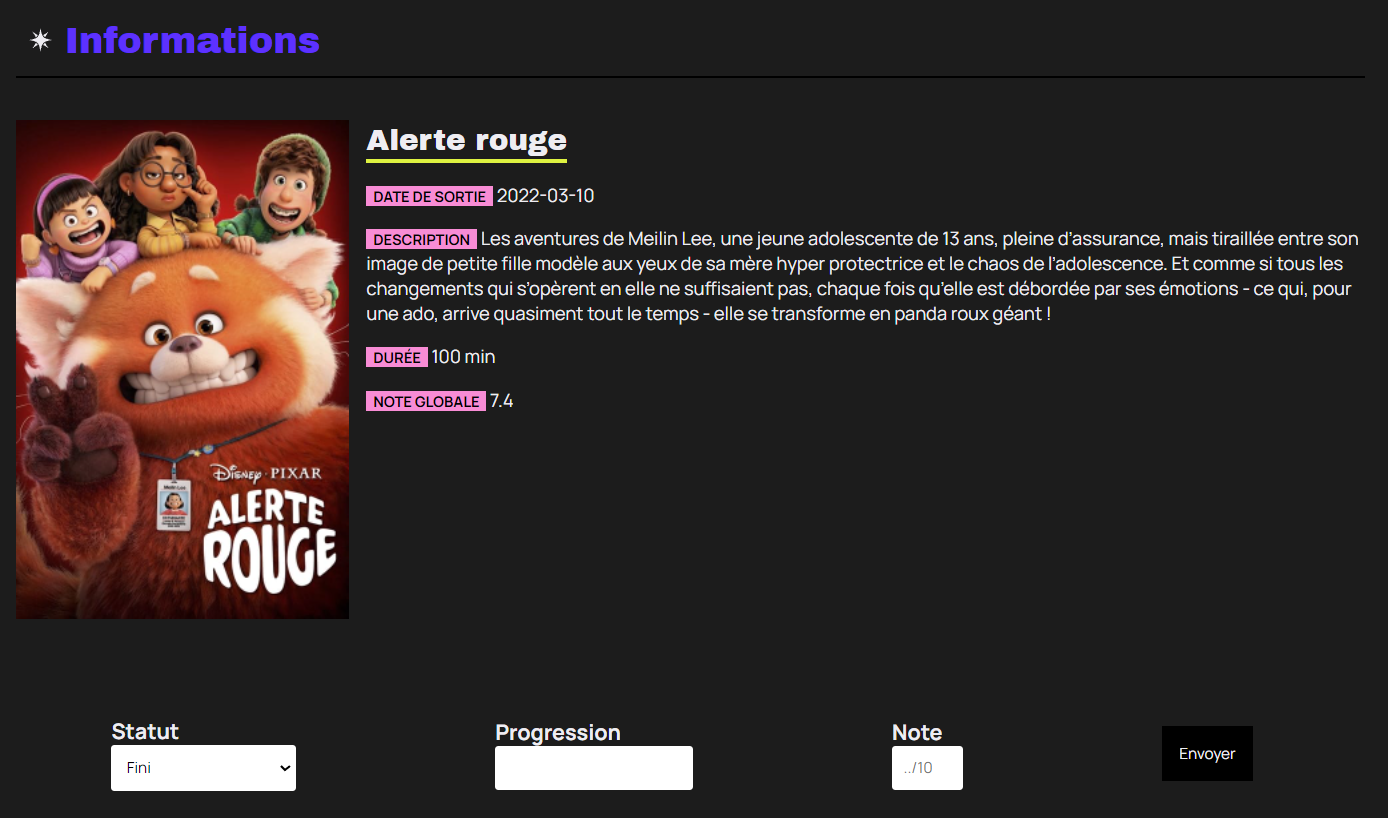 Informations
Alerte rouge
DATE DE SORTIE 2022-03-10
DESCRIPTION Les aventures de Meilin Lee, une jeune adolescente de 13 ans, pleine d’assurance, mais tiraillée entre son
image de petite fille modèle aux yeux de sa mère hyper protectrice et le chaos de l’adolescence. Et comme si tous les
changements qui s’opèrent en elle ne suffisaient pas, chaque fois qu’elle est débordée par ses émotions - ce qui, pour
une ado, arrive quasiment tout le temps - elle se transforme en panda roux géant !
DURÉE 100 min
NOTE GLOBALE 7.4
Disney · PIXAR
ALERTE
ROUGE
Statut
Fini
Progression
Note
../10
Envoyer